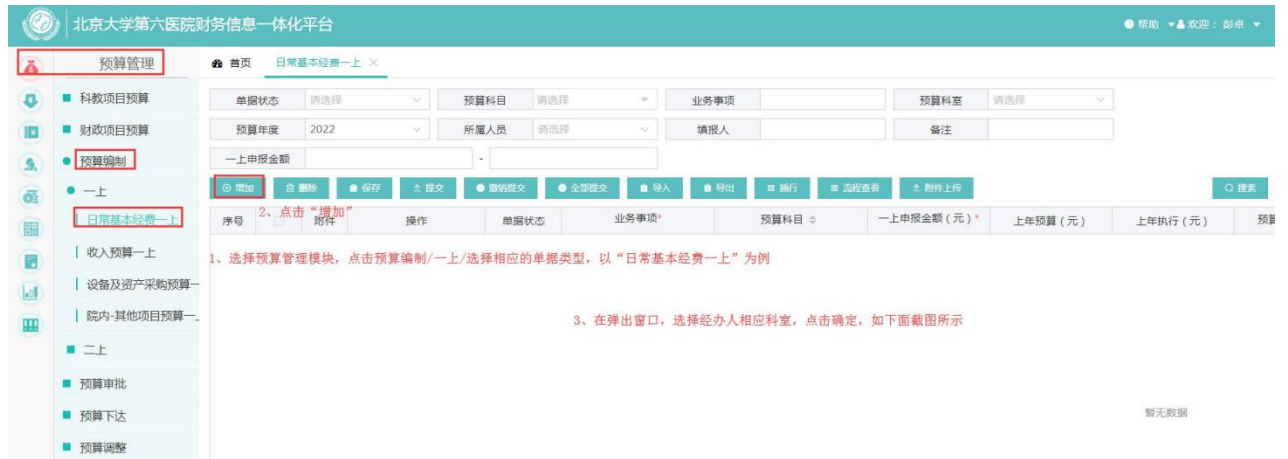 北京大学第六医院财务信息一体化平台
帮助 欢迎：彭卓
预算管理
首页 日常基本经费一上 ×
科教项目预算
财政项目预算
预算编制
一上
日常基本经费一上
收入预算一上
设备及资产采购预算一
院内-其他项目预算一
二上
预算审批
预算下达
预算调整
单据状态 请选择 预算科目 请选择 业务事项 预算科室 请选择
预算年度 2022 所属人员 请选择 填报人 备注
一上申报金额 -
增加 删除 保存 提交 撤销提交 全部提交 导入 导出 插行 流程查看 附件上传 搜索
2、点击“增加”
序号 附件 操作 单据状态 业务事项* 预算科目 一上申报金额(元)* 上年预算(元) 上年执行(元) 预算
1、选择预算管理模块，点击预算编制/一上/选择相应的单据类型，以“日常基本经费一上”为例
3、在弹出窗口，选择经办人相应科室，点击确定，如下面截图所示
暂无数据